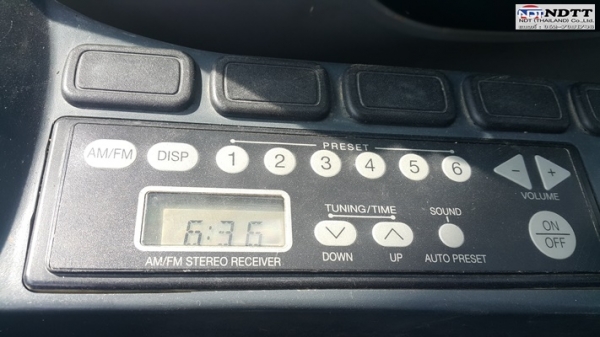 NDT NDTT
NDT (THAILAND) Co.,Ltd.
PRESET
AM/FM DISP 1 2 3 4 5 6 - +
VOLUME
TUNING/TIME SOUND
6:36
ON
/OFF
DOWN UP AUTO PRESET
AM/FM STEREO RECEIVER